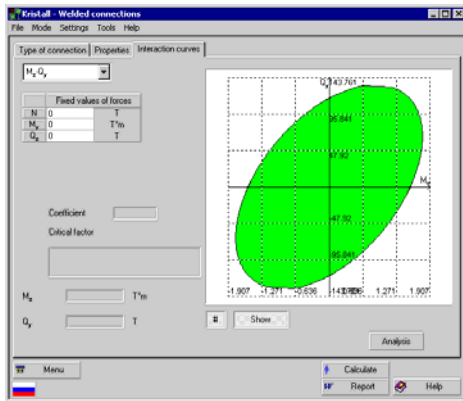 Kristall - Welded connections
File Mode Settings Tools Help
Type of connection Properties Interaction curves
Mz-Qy
Fixed values of forces
N 0 T
My 0 T*m
Qz 0 T
Coefficient
Critical factor
Mz T*m
Qy T
Qy 143.761
95.841
47.92
Mz
-47.92
-95.841
-1.907 -1.271 -0.636 1.271 1.907
# Show
Analysis
Menu
Calculate
Report Help